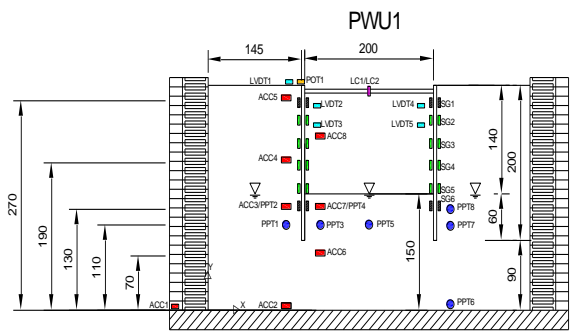 PWU1
145
200
LVDT1
POT1
LC1/LC2
ACC5
LVDT2
LVDT4
SG1
SG2
LVDT3
LVDT5
ACC8
SG3
140
200
ACC4
SG4
SG5
SG6
270
190
130
110
70
ACC3/PPT2
ACC7/PPT4
PPT8
60
PPT1
PPT3
PPT5
PPT7
150
ACC6
90
Y
X
ACC1
ACC2
PPT6